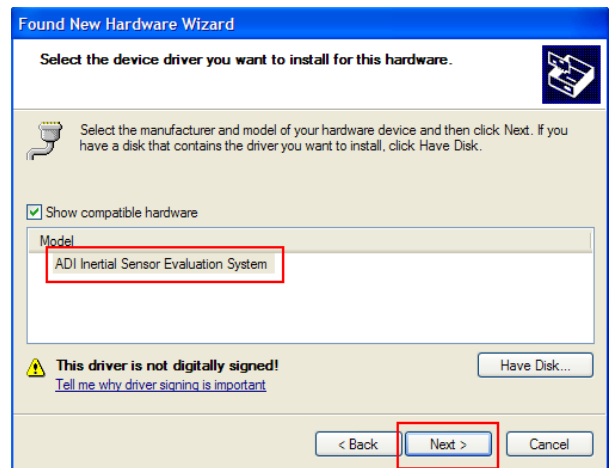 Found New Hardware Wizard
Select the device driver you want to install for this hardware.
Select the manufacturer and model of your hardware device and then click Next. If you
have a disk that contains the driver you want to install, click Have Disk.
Show compatible hardware
Model
ADI Inertial Sensor Evaluation System
This driver is not digitally signed!
Have Disk...
Tell me why driver signing is important
< Back
Next >
Cancel